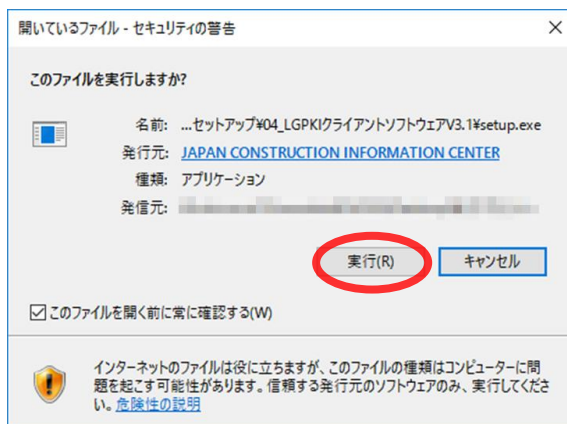 開いているファイル - セキュリティの警告
このファイルを実行しますか?
名前: ...セットアップ¥04_LGPKIクライアントソフトウェアV3.1¥setup.exe
発行元: JAPAN CONSTRUCTION INFORMATION CENTER
種類: アプリケーション
発信元:
実行(R) キャンセル
このファイルを開く前に常に確認する(W)
インターネットのファイルは役に立ちますが、このファイルの種類はコンピューターに問
題を起こす可能性があります。信頼する発行元のソフトウェアのみ、実行してくださ
い。危険性の説明